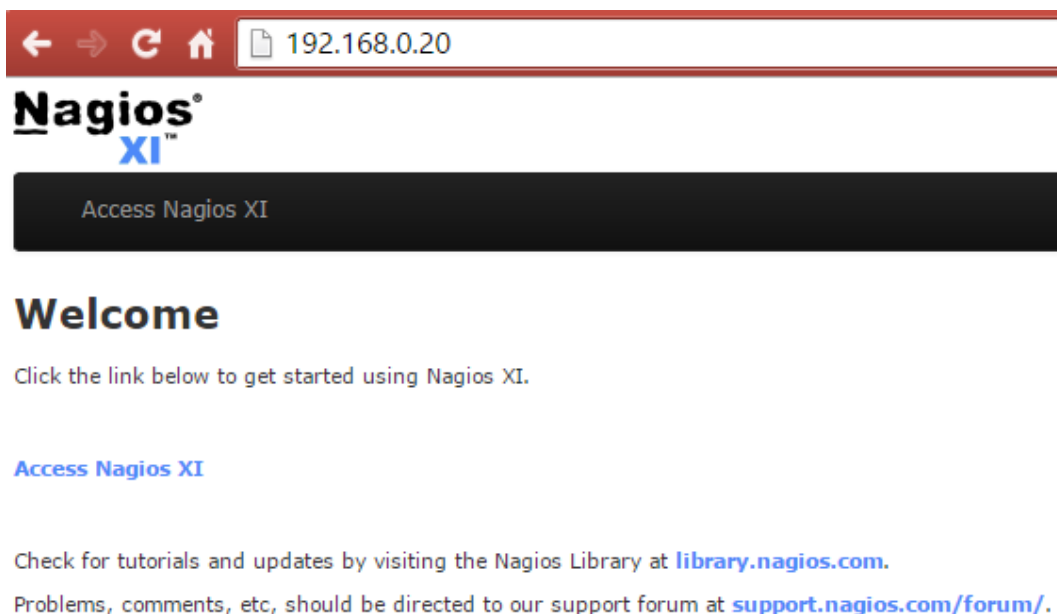 192.168.0.20
Nagios®
XI™
Access Nagios XI
Welcome
Click the link below to get started using Nagios XI.
Access Nagios XI
Check for tutorials and updates by visiting the Nagios Library at library.nagios.com.
Problems, comments, etc, should be directed to our support forum at support.nagios.com/forum/.